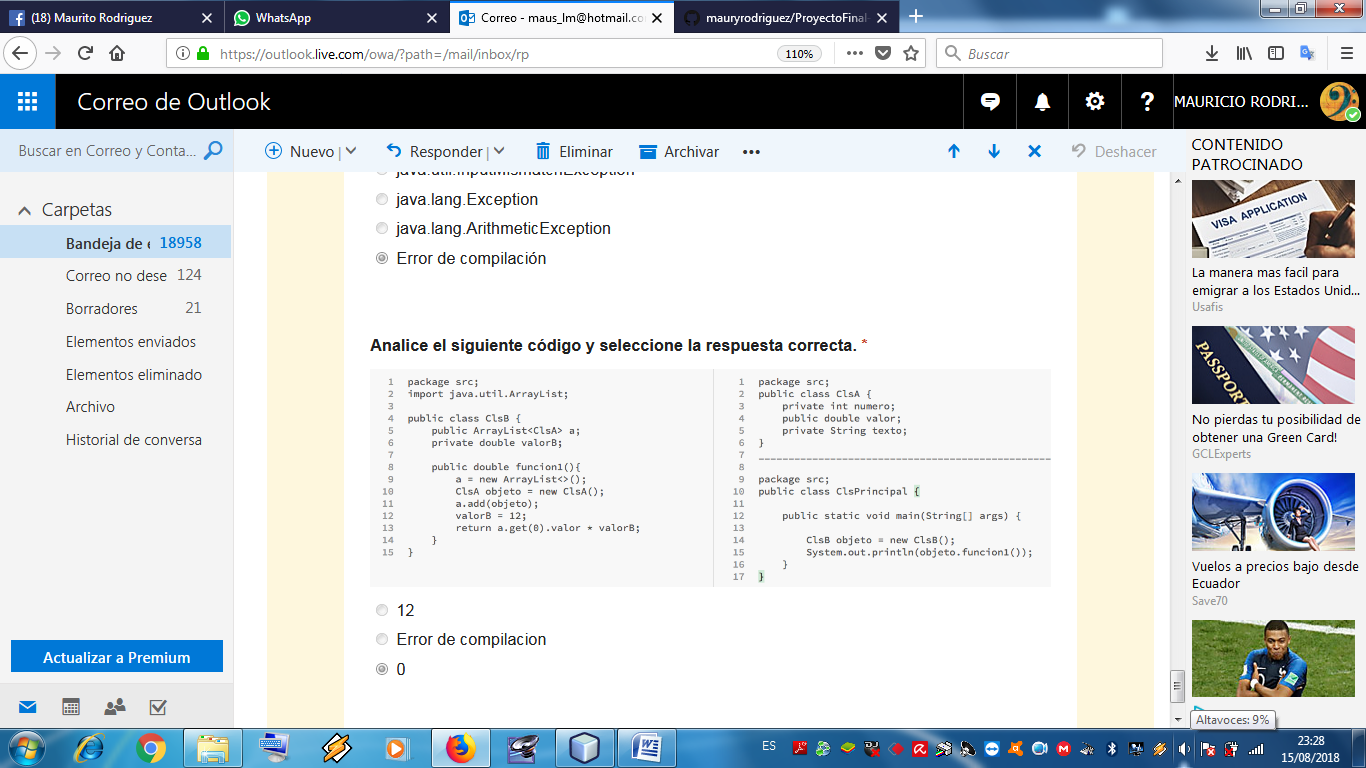 (18) Maurito Rodriguez
WhatsApp
Correo - maus_lm@hotmail.co
mauryrodriguez/ProyectoFinal-
https://outlook.live.com/owa/?path=/mail/inbox/rp
110%
Buscar
Correo de Outlook
MAURICIO RODRI...
Buscar en Correo y Conta...
Nuevo
Responder
Eliminar
Archivar
Deshacer
Carpetas
Bandeja de e 18958
Correo no dese 124
Borradores 21
Elementos enviados
Elementos eliminado
Archivo
Historial de conversa
Actualizar a Premium
java.util.InputMismatchException
java.lang.Exception
java.lang.ArithmeticException
Error de compilación
Analice el siguiente código y seleccione la respuesta correcta. *
1 package src;
2 import java.util.ArrayList;
3
4 public class ClsB {
5 public ArrayList<ClsA> a;
6 private double valorB;
7
8 public double funcion1(){
9 a = new ArrayList<>();
10 ClsA objeto = new ClsA();
11 a.add(objeto);
12 valorB = 12;
13 return a.get(0).valor * valorB;
14 }
15 }
1 package src;
2 public class ClsA {
3 private int numero;
4 public double valor;
5 private String texto;
6 }
7 -------------------------------------------------
8
9 package src;
10 public class ClsPrincipal {
11
12 public static void main(String[] args) {
13
14 ClsB objeto = new ClsB();
15 System.out.println(objeto.funcion1());
16 }
17 }
12
Error de compilacion
0
CONTENIDO
PATROCINADO
VISA APPLICATION
La manera mas facil para
emigrar a los Estados Unid...
Usafis
PASSPORT
No pierdas tu posibilidad de
obtener una Green Card!
GCLExperts
Vuelos a precios bajo desde
Ecuador
Save70
Altavoces: 9%
ES
23:28
15/08/2018